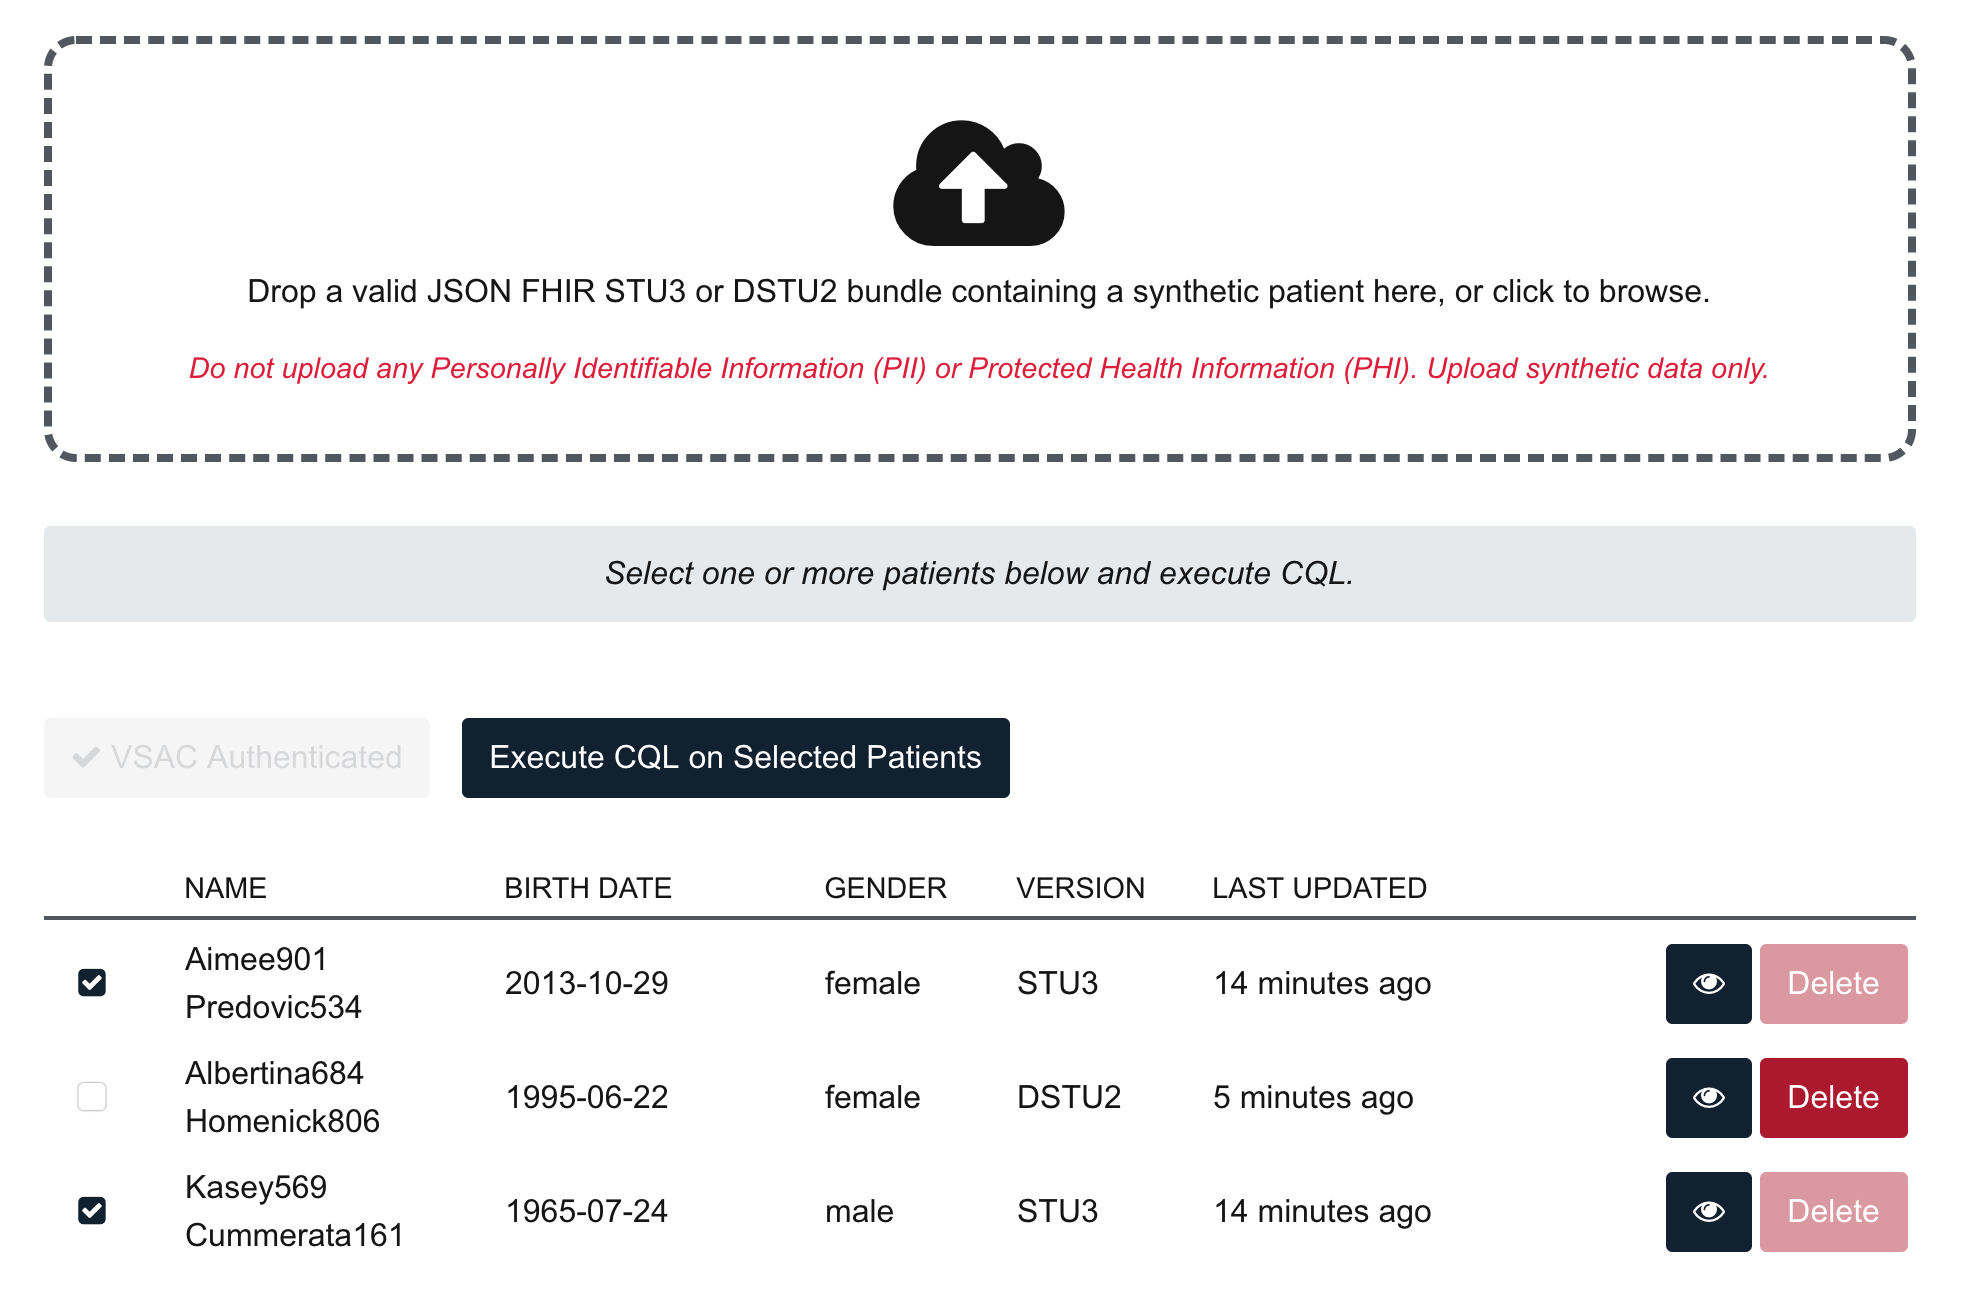 Drop a valid JSON FHIR STU3 or DSTU2 bundle containing a synthetic patient here, or click to browse.
Do not upload any Personally Identifiable Information (PII) or Protected Health Information (PHI). Upload synthetic data only.
Select one or more patients below and execute CQL.
VSAC Authenticated
Execute CQL on Selected Patients
NAME BIRTH DATE GENDER VERSION LAST UPDATED
Aimee901
Predovic534
2013-10-29 female STU3 14 minutes ago Delete
Albertina684
Homenick806
1995-06-22 female DSTU2 5 minutes ago Delete
Kasey569
Cummerata161
1965-07-24 male STU3 14 minutes ago Delete